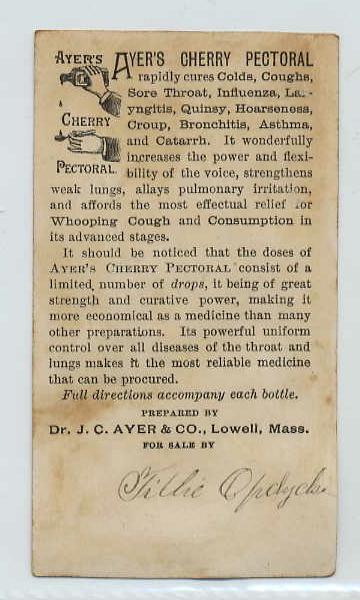 AYER'S
CHERRY
PECTORAL
AYER'S CHERRY PECTORAL
rapidly cures Colds, Coughs,
Sore Throat, Influenza, La--
yngitis, Quinsy, Hoarseness,
Croup, Bronchitis, Asthma,
and Catarrh. It wonderfully
increases the power and flexi-
bility of the voice, strengthens
weak lungs, allays pulmonary irritation,
and affords the most effectual relief for
Whooping Cough and Consumption in
its advanced stages.
It should be noticed that the doses of
AYER'S CHERRY PECTORAL consist of a
limited number of drops, it being of great
strength and curative power, making it
more economical as a medicine than many
other preparations. Its powerful uniform
control over all diseases of the throat and
lungs makes it the most reliable medicine
that can be procured.
Full directions accompany each bottle.
PREPARED BY
Dr. J. C. AYER & CO., Lowell, Mass.
FOR SALE BY
Tillie Opdycke